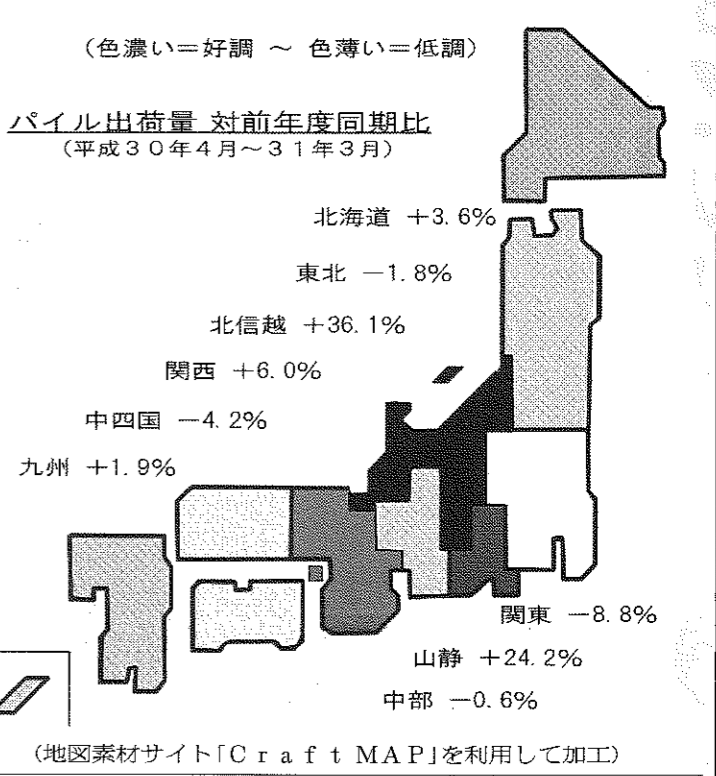 （色濃い＝好調 ～ 色薄い＝低調）
パイル出荷量 対前年度同期比
（平成３０年４月～３１年３月）
北海道 +3.6%
東北 －1.8%
北信越 +36.1%
関西 +6.0%
中四国 －4.2%
九州 +1.9%
関東 －8.8%
山静 +24.2%
中部 －0.6%
（地図素材サイト「Ｃｒａｆｔ ＭＡＰ」を利用して加工）